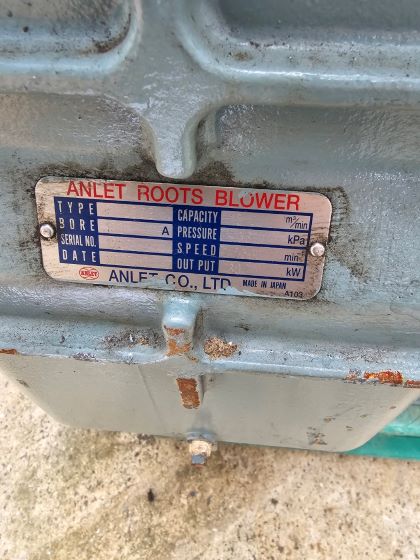 ANLET ROOTS BLOWER
TYPE CAPACITY m³/min
BORE A PRESSURE kPa
SERIAL NO. SPEED min⁻¹
DATE OUT PUT kW
ANLET ANLET CO., LTD. MADE IN JAPAN
A103